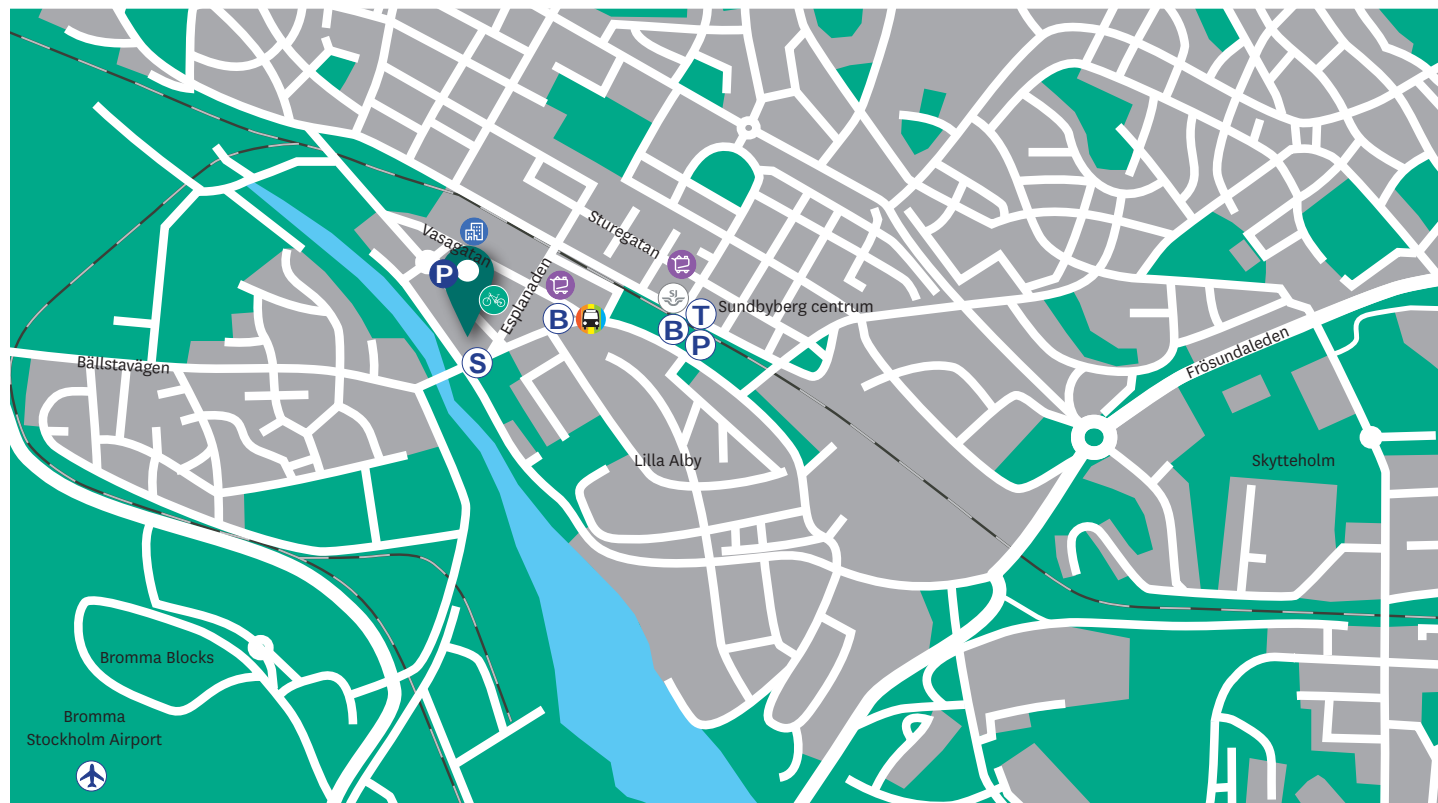 Sturegatan
Vasagatan
P
Esplanaden
SJ
B
T
Sundbyberg centrum
B
P
S
Bällstavägen
Frösundaleden
Lilla Alby
Skytteholm
Bromma Blocks
Bromma
Stockholm Airport